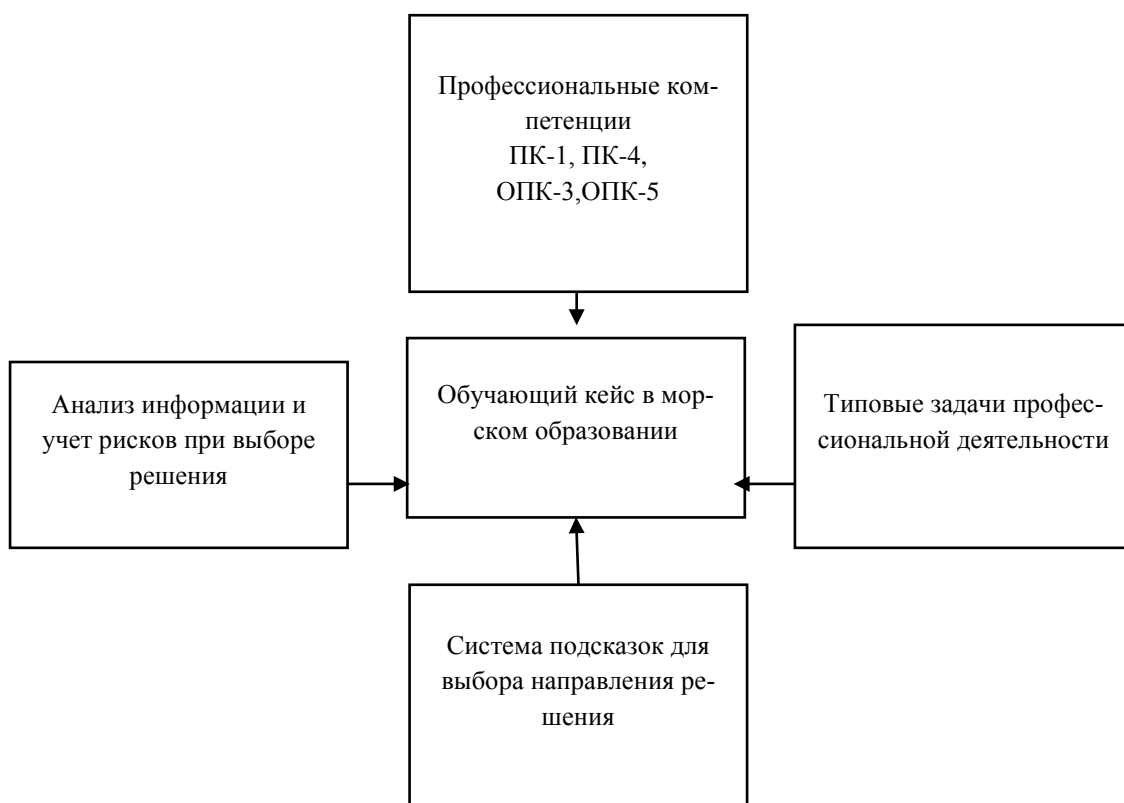 Профессиональные ком-
петенции
ПК-1, ПК-4,
ОПК-3,ОПК-5
Анализ информации и
учет рисков при выборе
решения
Обучающий кейс в мор-
ском образовании
Типовые задачи профес-
сиональной деятельности
Система подсказок для
выбора направления ре-
шения